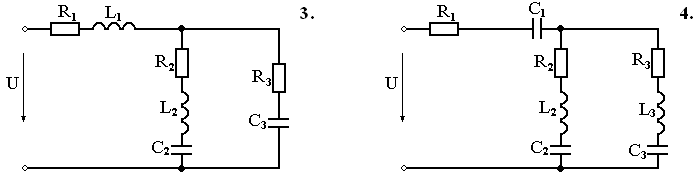 R1 L1 3.
U R2 R3
L2 C3
C2
R1 C1 4.
U R2 R3
L2 L3
C2 C3